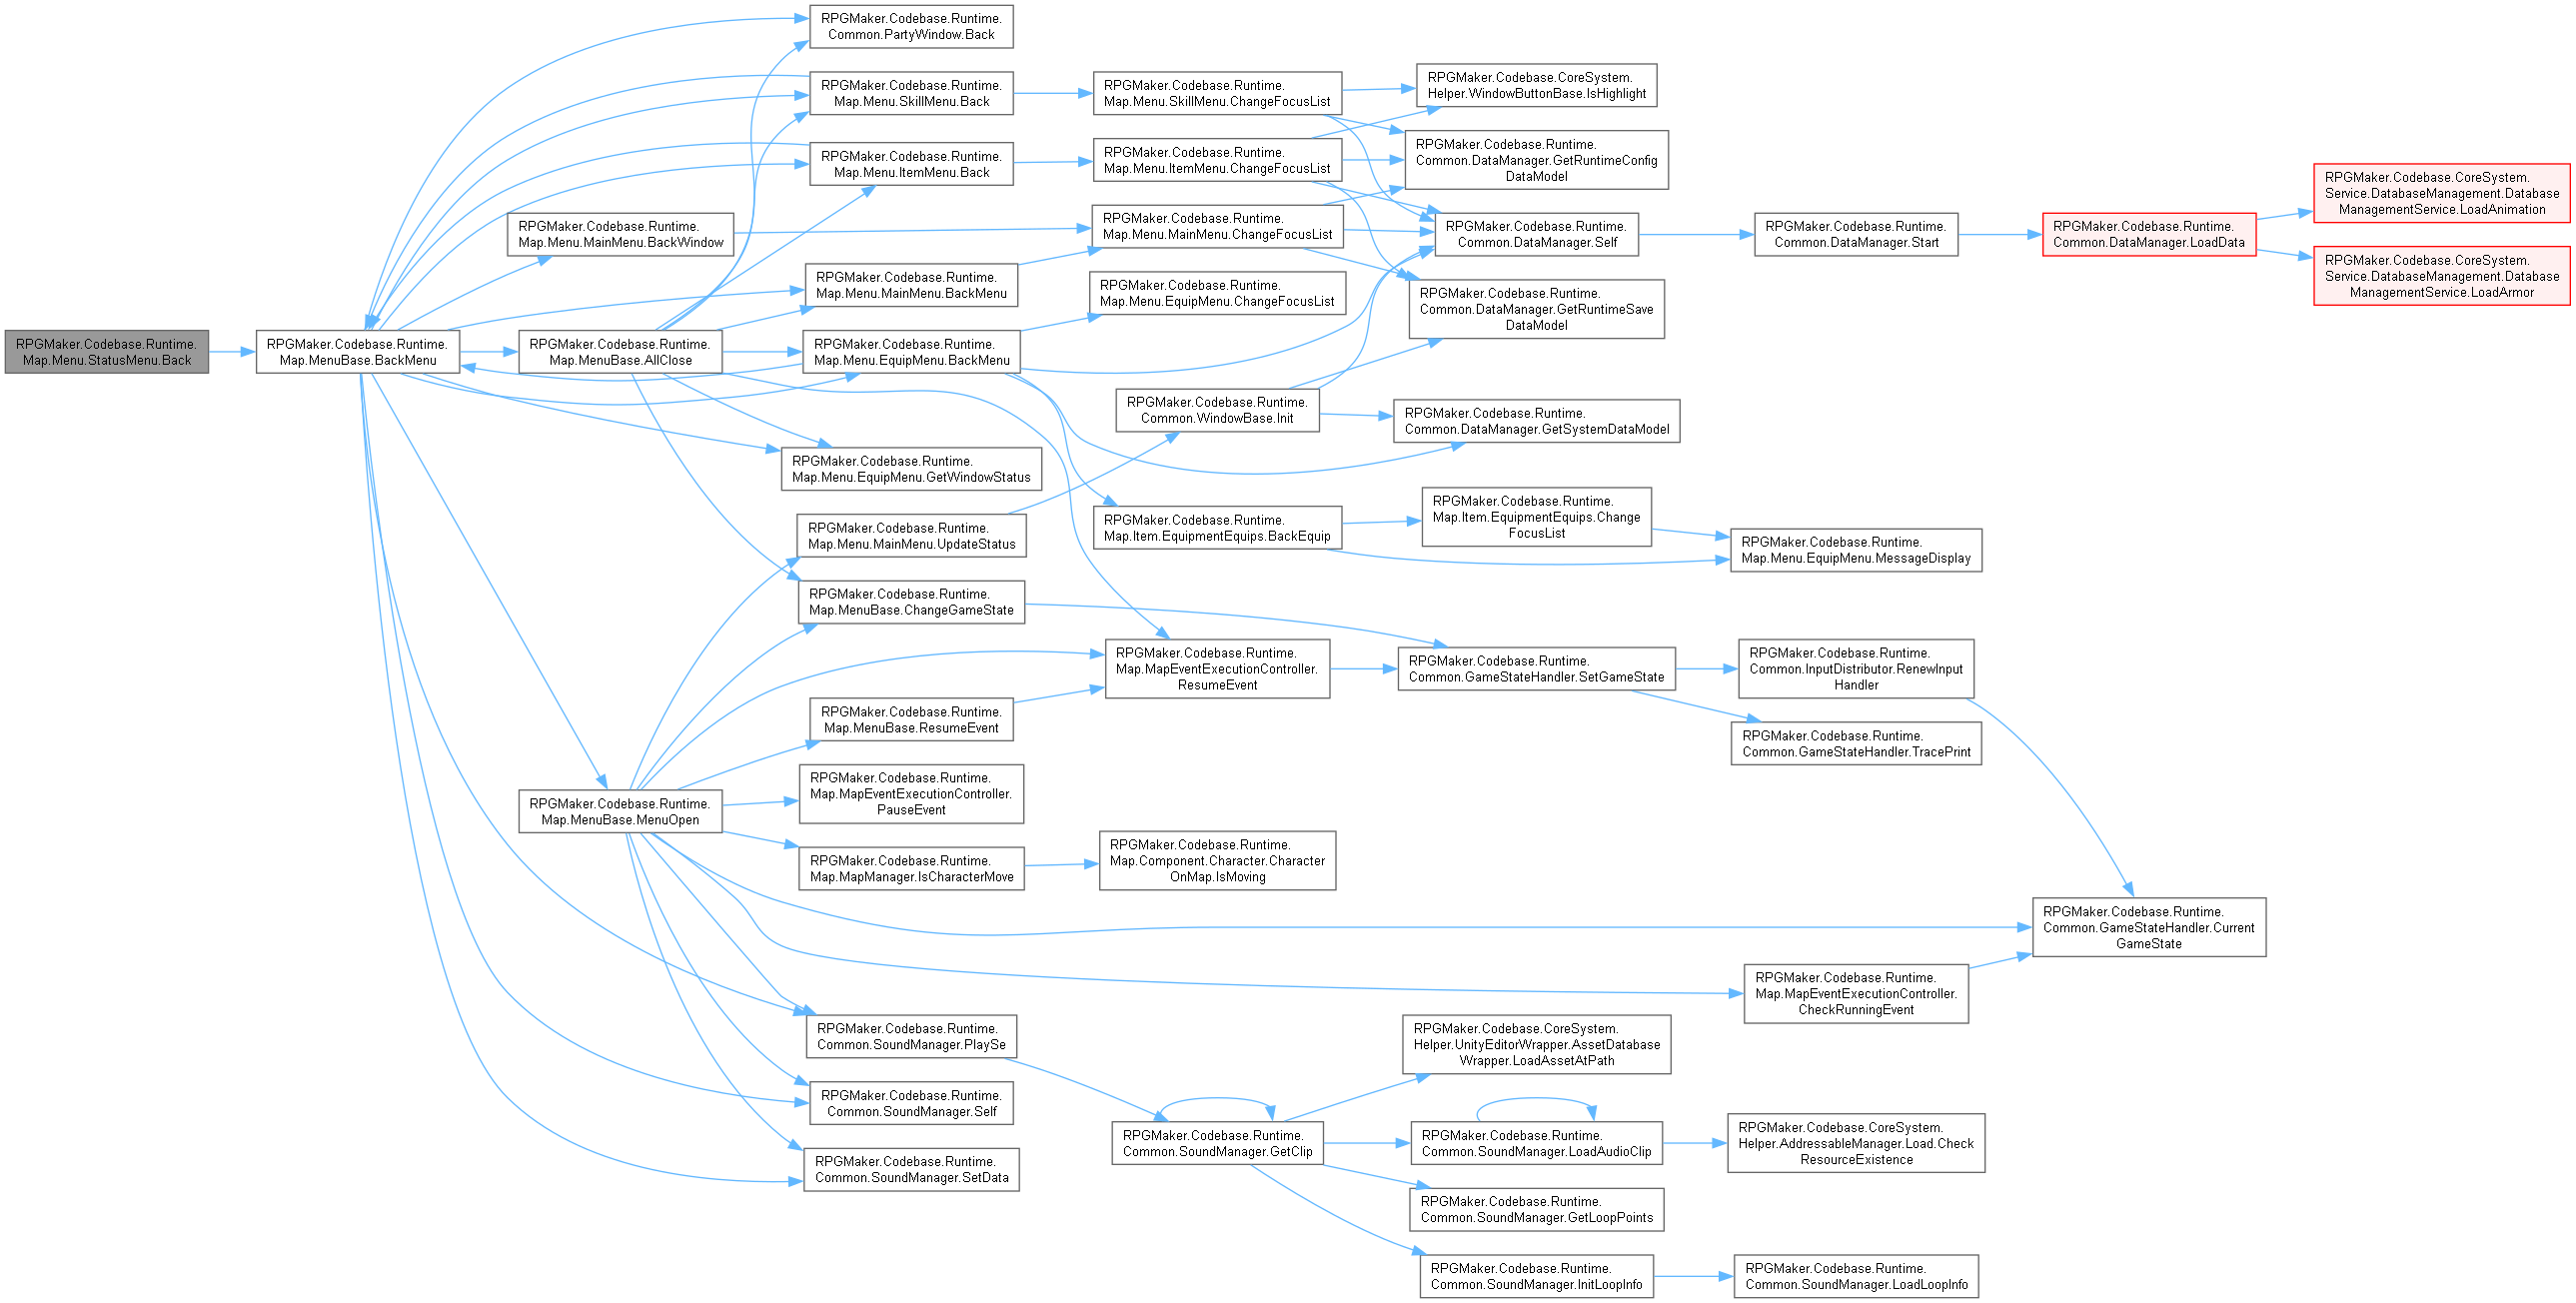 RPGMaker.Codebase.Runtime.
Map.Menu.StatusMenu.Back
RPGMaker.Codebase.Runtime.
Map.MenuBase.BackMenu
RPGMaker.Codebase.Runtime.
Common.PartyWindow.Back
RPGMaker.Codebase.Runtime.
Map.Menu.SkillMenu.Back
RPGMaker.Codebase.Runtime.
Map.Menu.ItemMenu.Back
RPGMaker.Codebase.Runtime.
Map.Menu.MainMenu.BackWindow
RPGMaker.Codebase.Runtime.
Map.Menu.MainMenu.BackMenu
RPGMaker.Codebase.Runtime.
Map.MenuBase.AllClose
RPGMaker.Codebase.Runtime.
Map.Menu.EquipMenu.BackMenu
RPGMaker.Codebase.Runtime.
Map.Menu.EquipMenu.GetWindowStatus
RPGMaker.Codebase.Runtime.
Map.Menu.MainMenu.UpdateStatus
RPGMaker.Codebase.Runtime.
Map.MenuBase.ChangeGameState
RPGMaker.Codebase.Runtime.
Map.MenuBase.ResumeEvent
RPGMaker.Codebase.Runtime.
Map.MapEventExecutionController.
PauseEvent
RPGMaker.Codebase.Runtime.
Map.MenuBase.MenuOpen
RPGMaker.Codebase.Runtime.
Map.MapManager.IsCharacterMove
RPGMaker.Codebase.Runtime.
Common.SoundManager.PlaySe
RPGMaker.Codebase.Runtime.
Common.SoundManager.Self
RPGMaker.Codebase.Runtime.
Common.SoundManager.SetData
RPGMaker.Codebase.Runtime.
Map.Menu.SkillMenu.ChangeFocusList
RPGMaker.Codebase.Runtime.
Map.Menu.ItemMenu.ChangeFocusList
RPGMaker.Codebase.Runtime.
Map.Menu.MainMenu.ChangeFocusList
RPGMaker.Codebase.Runtime.
Map.Menu.EquipMenu.ChangeFocusList
RPGMaker.Codebase.Runtime.
Common.WindowBase.Init
RPGMaker.Codebase.Runtime.
Map.Item.EquipmentEquips.BackEquip
RPGMaker.Codebase.Runtime.
Map.MapEventExecutionController.
ResumeEvent
RPGMaker.Codebase.Runtime.
Map.Component.Character.Character
OnMap.IsMoving
RPGMaker.Codebase.Runtime.
Common.SoundManager.GetClip
RPGMaker.Codebase.CoreSystem.
Helper.WindowButtonBase.IsHighlight
RPGMaker.Codebase.Runtime.
Common.DataManager.GetRuntimeConfig
DataModel
RPGMaker.Codebase.Runtime.
Common.DataManager.Self
RPGMaker.Codebase.Runtime.
Common.DataManager.GetRuntimeSave
DataModel
RPGMaker.Codebase.Runtime.
Common.DataManager.GetSystemDataModel
RPGMaker.Codebase.Runtime.
Map.Item.EquipmentEquips.Change
FocusList
RPGMaker.Codebase.Runtime.
Common.GameStateHandler.SetGameState
RPGMaker.Codebase.CoreSystem.
Helper.UnityEditorWrapper.AssetDatabase
Wrapper.LoadAssetAtPath
RPGMaker.Codebase.Runtime.
Common.SoundManager.LoadAudioClip
RPGMaker.Codebase.Runtime.
Common.SoundManager.GetLoopPoints
RPGMaker.Codebase.Runtime.
Common.SoundManager.InitLoopInfo
RPGMaker.Codebase.Runtime.
Common.DataManager.Start
RPGMaker.Codebase.Runtime.
Map.Menu.EquipMenu.MessageDisplay
RPGMaker.Codebase.Runtime.
Common.InputDistributor.RenewInput
Handler
RPGMaker.Codebase.Runtime.
Common.GameStateHandler.TracePrint
RPGMaker.Codebase.Runtime.
Map.MapEventExecutionController.
CheckRunningEvent
RPGMaker.Codebase.CoreSystem.
Helper.AddressableManager.Load.Check
ResourceExistence
RPGMaker.Codebase.Runtime.
Common.SoundManager.LoadLoopInfo
RPGMaker.Codebase.Runtime.
Common.DataManager.LoadData
RPGMaker.Codebase.Runtime.
Common.GameStateHandler.Current
GameState
RPGMaker.Codebase.CoreSystem.
Service.DatabaseManagement.Database
ManagementService.LoadAnimation
RPGMaker.Codebase.CoreSystem.
Service.DatabaseManagement.Database
ManagementService.LoadArmor